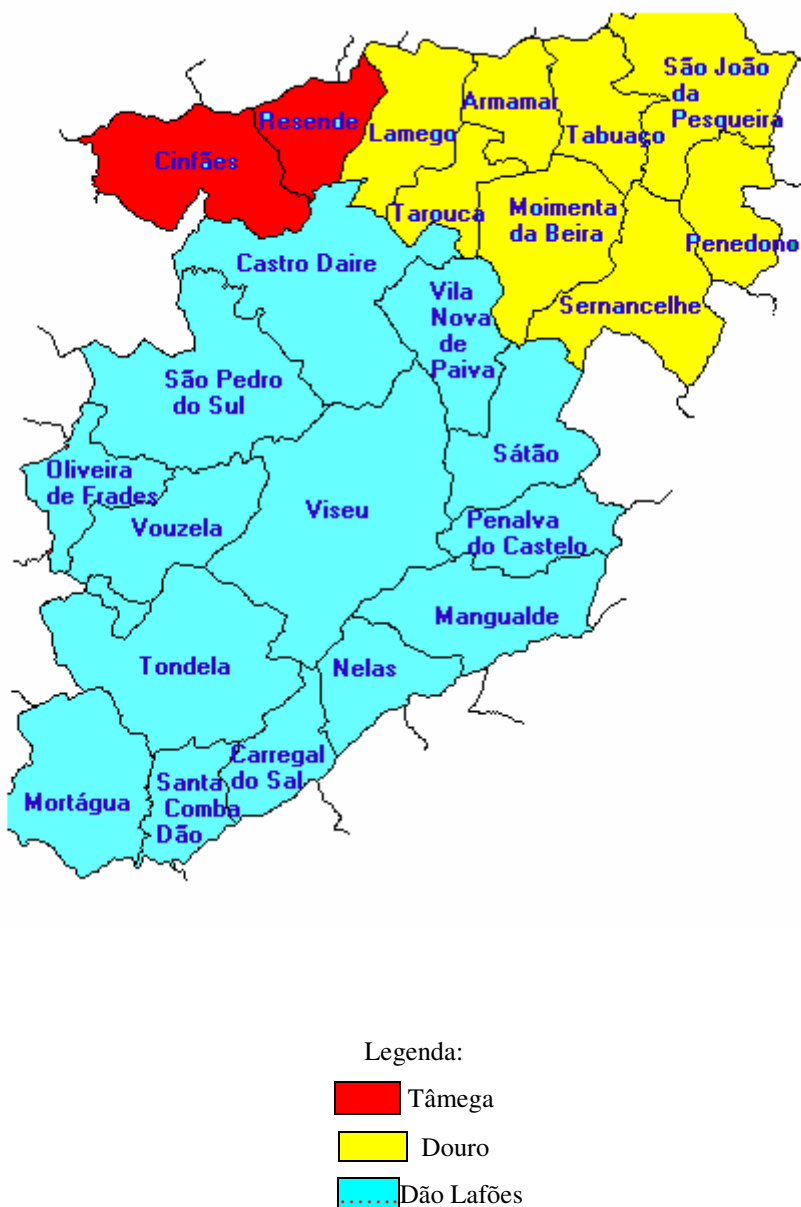 São João
da
Pesqueira
Armamar
Resende
Lamego
Tabuaço
Cinfães
Tarouca
Moimenta
da Beira
Penedono
Castro Daire
Vila
Nova
de
Paiva
Sernancelhe
São Pedro
do Sul
Sátão
Oliveira
de Frades
Viseu
Vouzela
Penalva
do Castelo
Mangualde
Tondela
Nelas
Carregal
do Sal
Santa
Comba
Dão
Mortágua
Legenda:
Tâmega
Douro
.......Dão Lafões